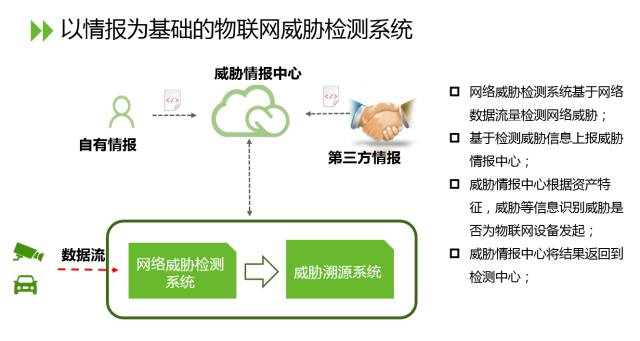 以情报为基础的物联网威胁检测系统
威胁情报中心
</>
</>
自有情报
第三方情报
数据流
网络威胁检测
系统
威胁溯源系统
网络威胁检测系统基于网络
数据流量检测网络威胁；
基于检测威胁信息上报威胁
情报中心；
威胁情报中心根据资产特
征，威胁等信息识别威胁是
否为物联网设备发起；
威胁情报中心将结果返回到
检测中心；